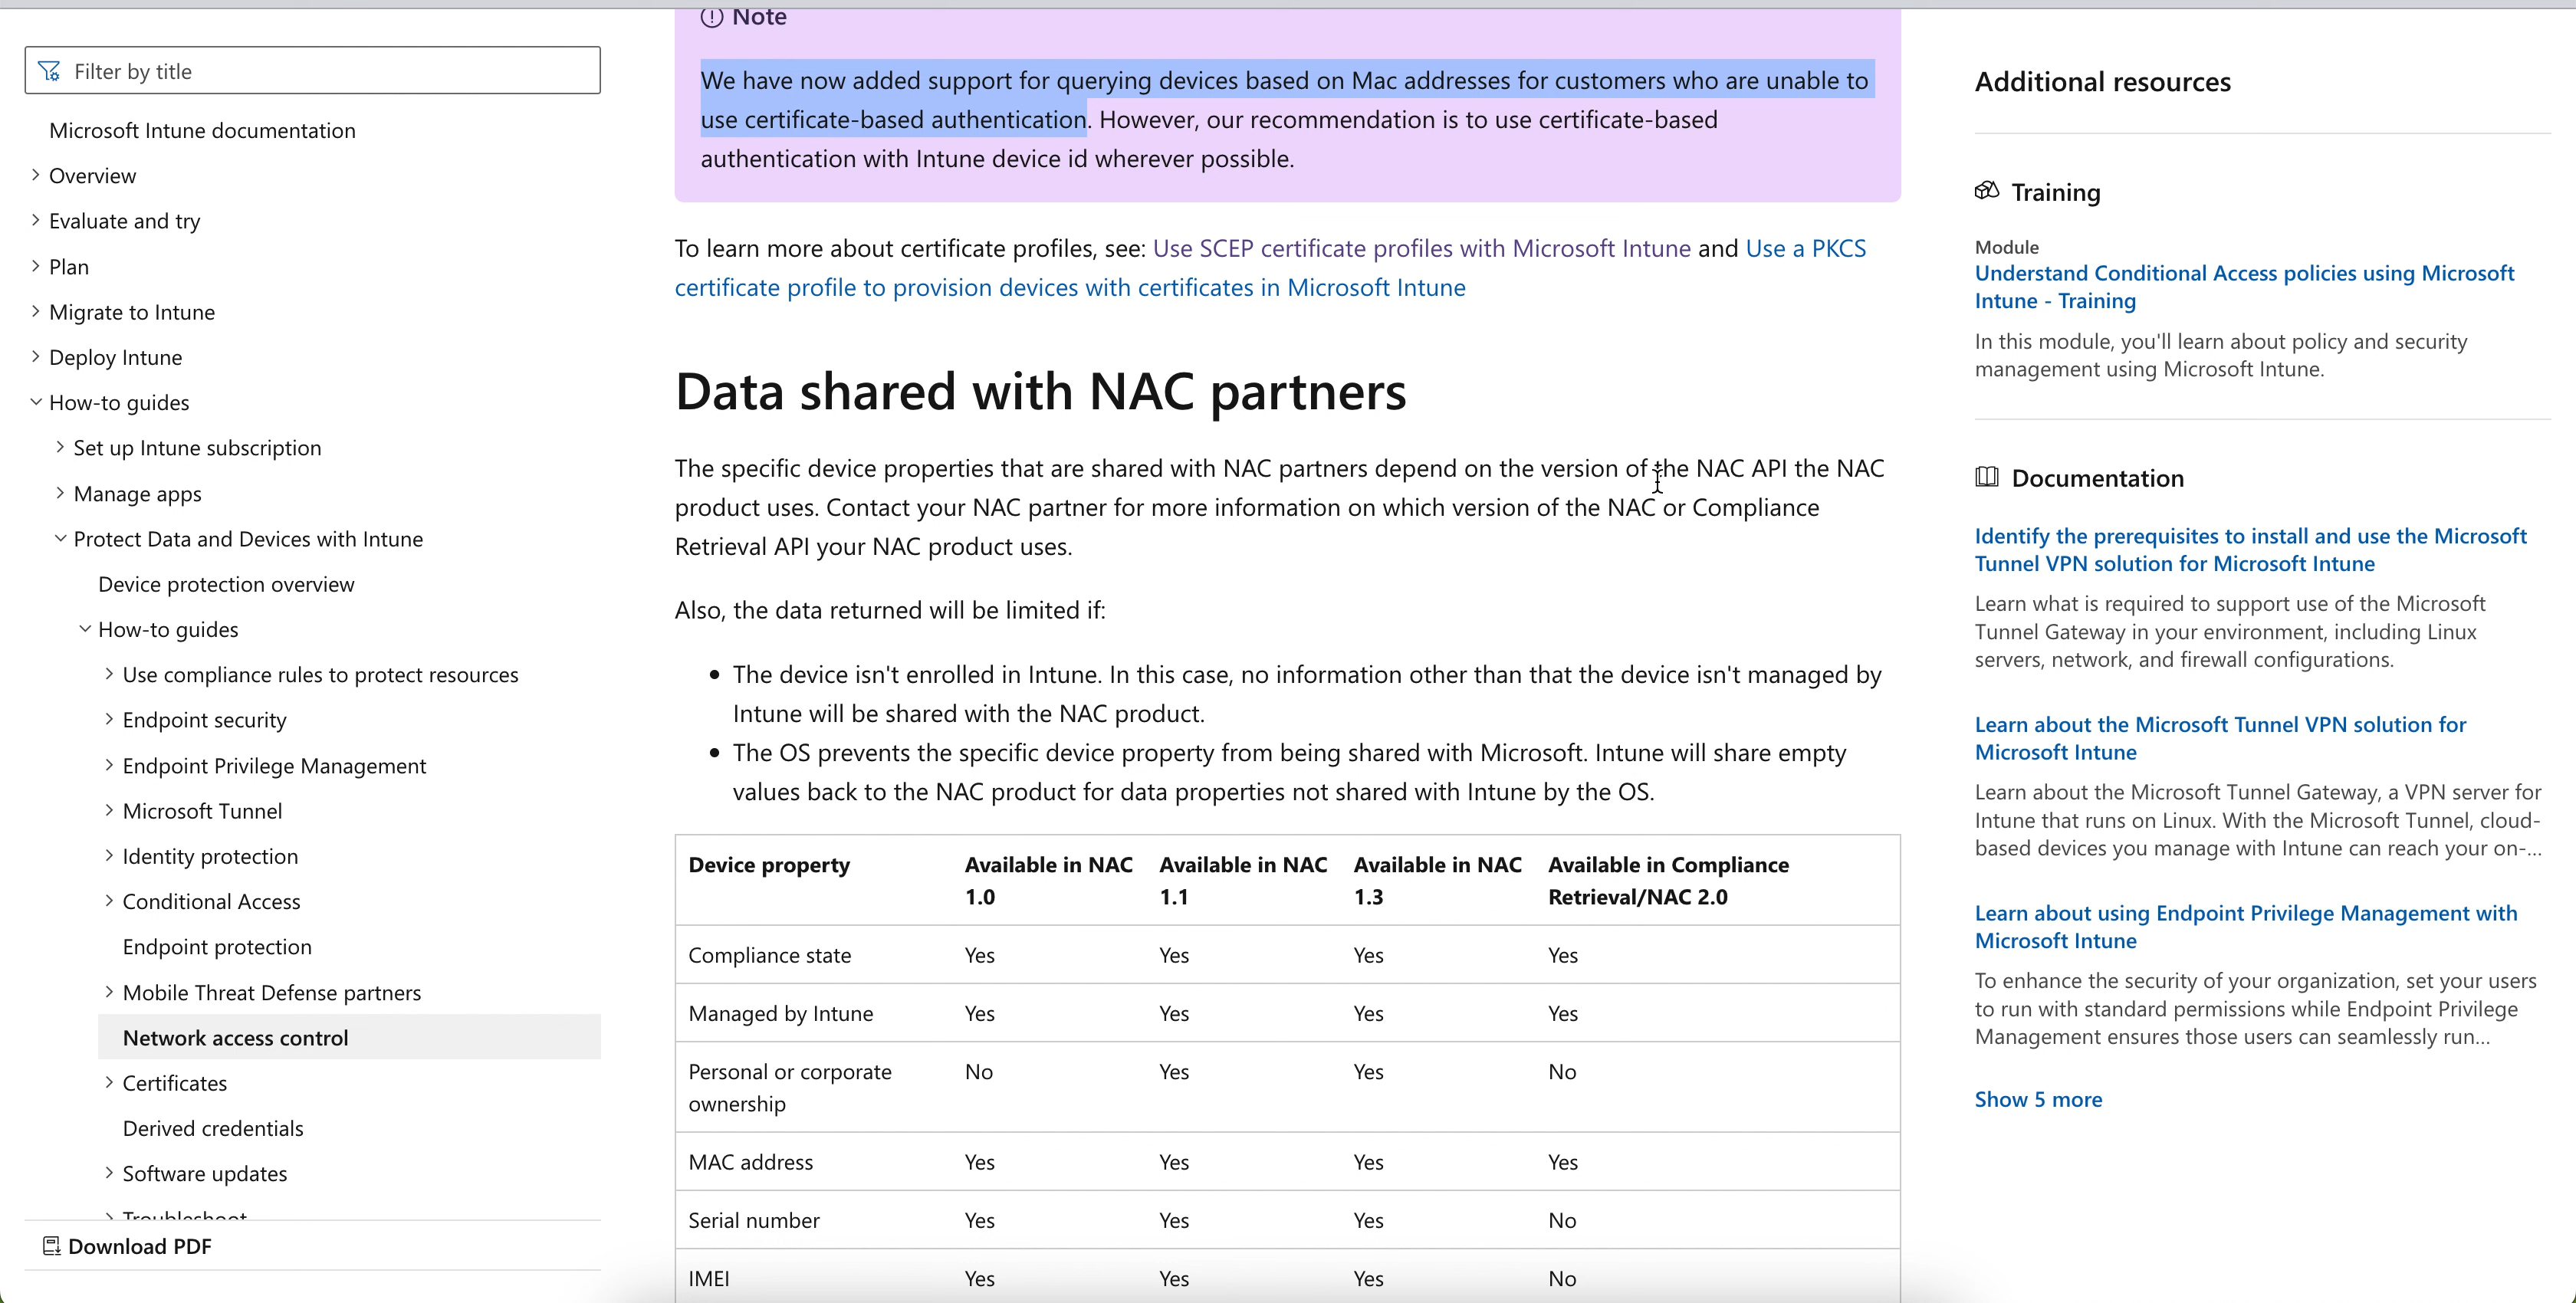 Filter by title
Microsoft Intune documentation
Overview
Evaluate and try
Plan
Migrate to Intune
Deploy Intune
How-to guides
Set up Intune subscription
Manage apps
Protect Data and Devices with Intune
Device protection overview
How-to guides
Use compliance rules to protect resources
Endpoint security
Endpoint Privilege Management
Microsoft Tunnel
Identity protection
Conditional Access
Endpoint protection
Mobile Threat Defense partners
Network access control
Certificates
Derived credentials
Software updates
Troubleshoot
Download PDF
Note
We have now added support for querying devices based on Mac addresses for customers who are unable to
use certificate-based authentication. However, our recommendation is to use certificate-based
authentication with Intune device id wherever possible.
To learn more about certificate profiles, see: Use SCEP certificate profiles with Microsoft Intune and Use a PKCS
certificate profile to provision devices with certificates in Microsoft Intune
Data shared with NAC partners
The specific device properties that are shared with NAC partners depend on the version of the NAC API the NAC
product uses. Contact your NAC partner for more information on which version of the NAC or Compliance
Retrieval API your NAC product uses.
Also, the data returned will be limited if:
The device isn't enrolled in Intune. In this case, no information other than that the device isn't managed by
Intune will be shared with the NAC product.
The OS prevents the specific device property from being shared with Microsoft. Intune will share empty
values back to the NAC product for data properties not shared with Intune by the OS.
Device property Available in NAC 1.0 Available in NAC 1.1 Available in NAC 1.3 Available in Compliance Retrieval/NAC 2.0
Compliance state Yes Yes Yes Yes
Managed by Intune Yes Yes Yes Yes
Personal or corporate ownership No Yes Yes No
MAC address Yes Yes Yes Yes
Serial number Yes Yes Yes No
IMEI Yes Yes Yes No
Additional resources
Training
Module
Understand Conditional Access policies using Microsoft
Intune - Training
In this module, you'll learn about policy and security
management using Microsoft Intune.
Documentation
Identify the prerequisites to install and use the Microsoft
Tunnel VPN solution for Microsoft Intune
Learn what is required to support use of the Microsoft
Tunnel Gateway in your environment, including Linux
servers, network, and firewall configurations.
Learn about the Microsoft Tunnel VPN solution for
Microsoft Intune
Learn about the Microsoft Tunnel Gateway, a VPN server for
Intune that runs on Linux. With the Microsoft Tunnel, cloud-
based devices you manage with Intune can reach your on-...
Learn about using Endpoint Privilege Management with
Microsoft Intune
To enhance the security of your organization, set your users
to run with standard permissions while Endpoint Privilege
Management ensures those users can seamlessly run...
Show 5 more